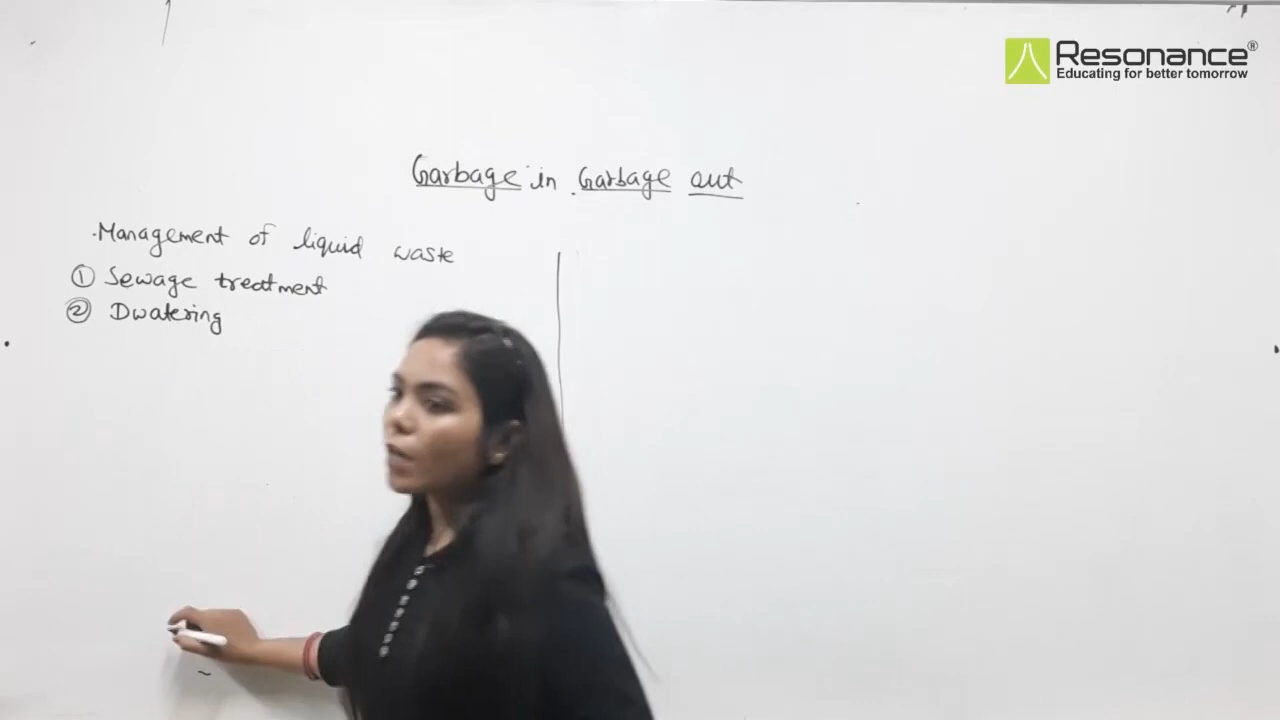 Resonance®
Educating for better tomorrow
Garbage in Garbage out
Management of liquid waste
① Sewage treatment
② Dwatering